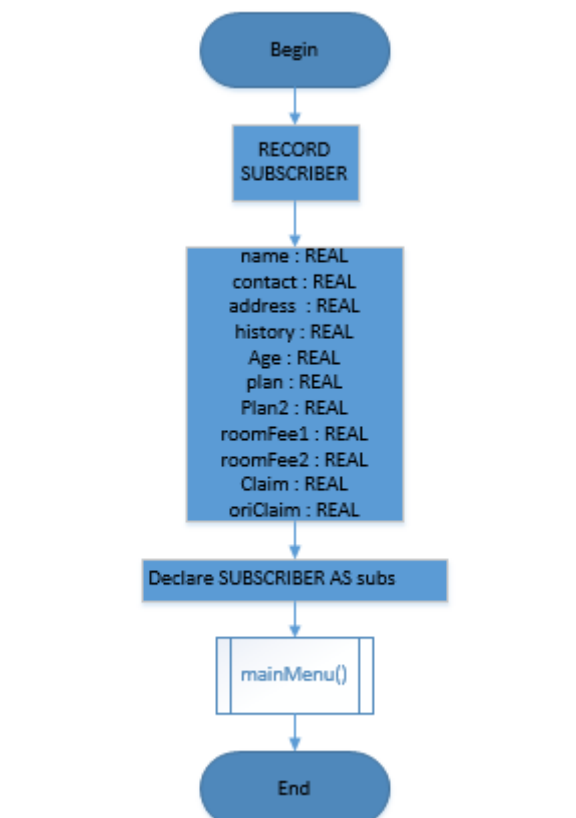 Begin
RECORD
SUBSCRIBER
name : REAL
contact : REAL
address  : REAL
history : REAL
Age : REAL
plan : REAL
Plan2 : REAL
roomFee1 : REAL
roomFee2 : REAL
Claim : REAL
oriClaim : REAL
Declare SUBSCRIBER AS subs
mainMenu()
End